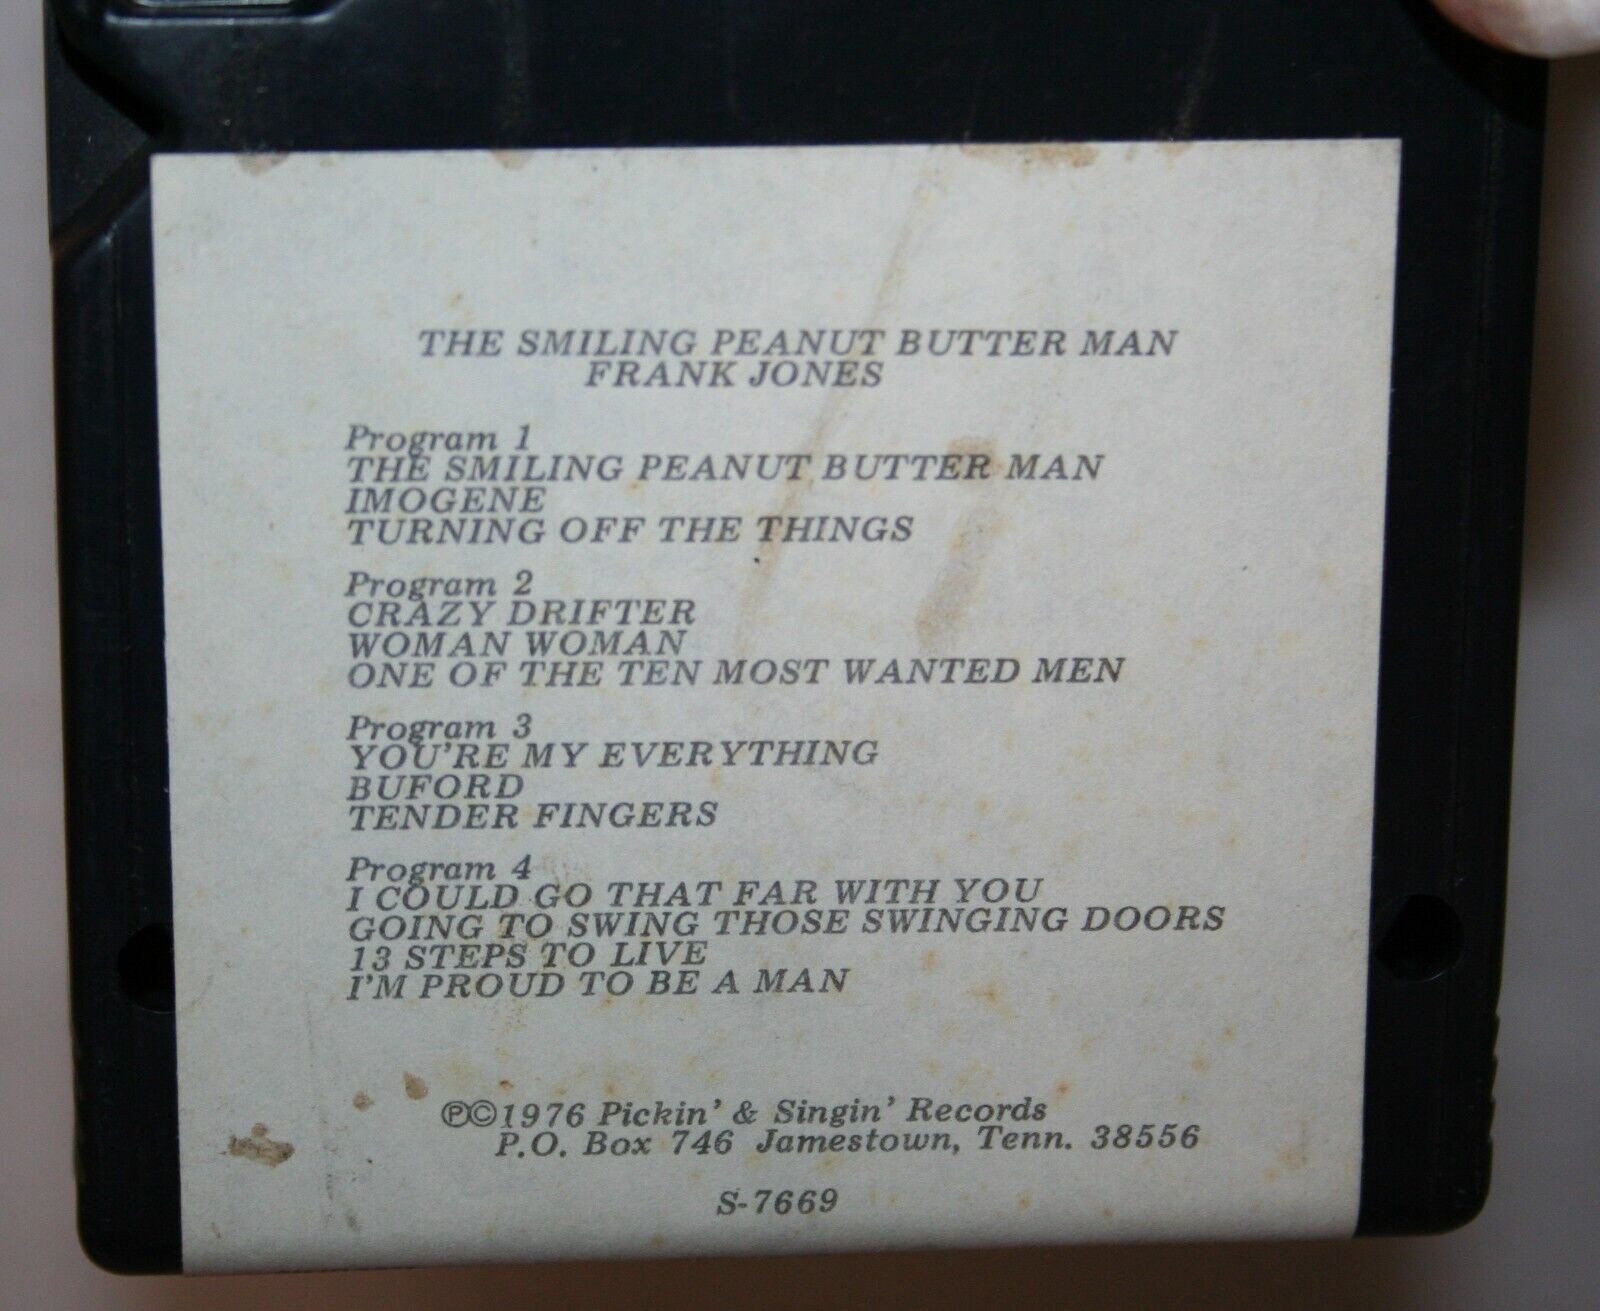 THE SMILING PEANUT BUTTER MAN
FRANK JONES
Program 1
THE SMILING PEANUT BUTTER MAN
IMOGENE
TURNING OFF THE THINGS
Program 2
CRAZY DRIFTER
WOMAN WOMAN
ONE OF THE TEN MOST WANTED MEN
Program 3
YOU'RE MY EVERYTHING
BUFORD
TENDER FINGERS
Program 4
I COULD GO THAT FAR WITH YOU
GOING TO SWING THOSE SWINGING DOORS
13 STEPS TO LIVE
I'M PROUD TO BE A MAN
℗©1976 Pickin' & Singin' Records
P.O. Box 746 Jamestown, Tenn. 38556
S-7669